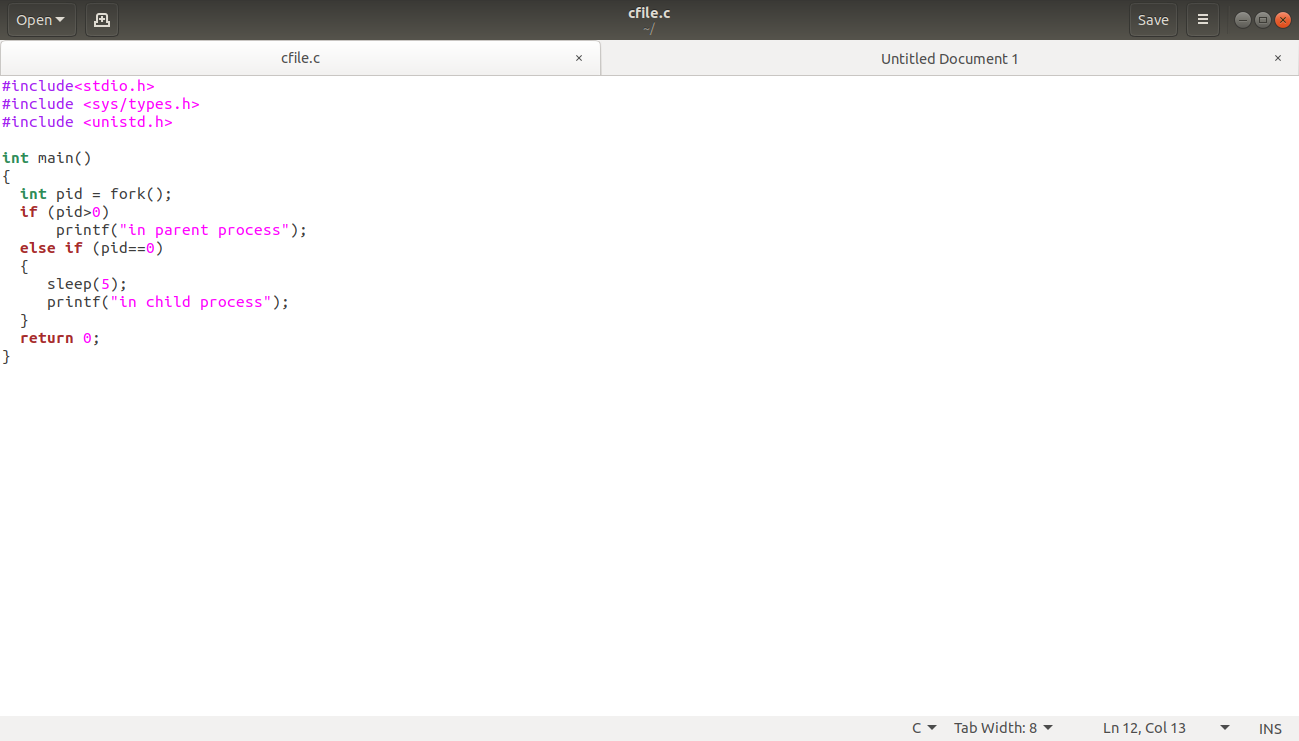 Open
cfile.c
~/
Save
cfile.c
Untitled Document 1
#include<stdio.h>
#include <sys/types.h>
#include <unistd.h>

int main()
{
  int pid = fork();
  if (pid>0)
      printf("in parent process");
  else if (pid==0)
  {
     sleep(5);
     printf("in child process");
  }
  return 0;
}
C
Tab Width: 8
Ln 12, Col 13
INS